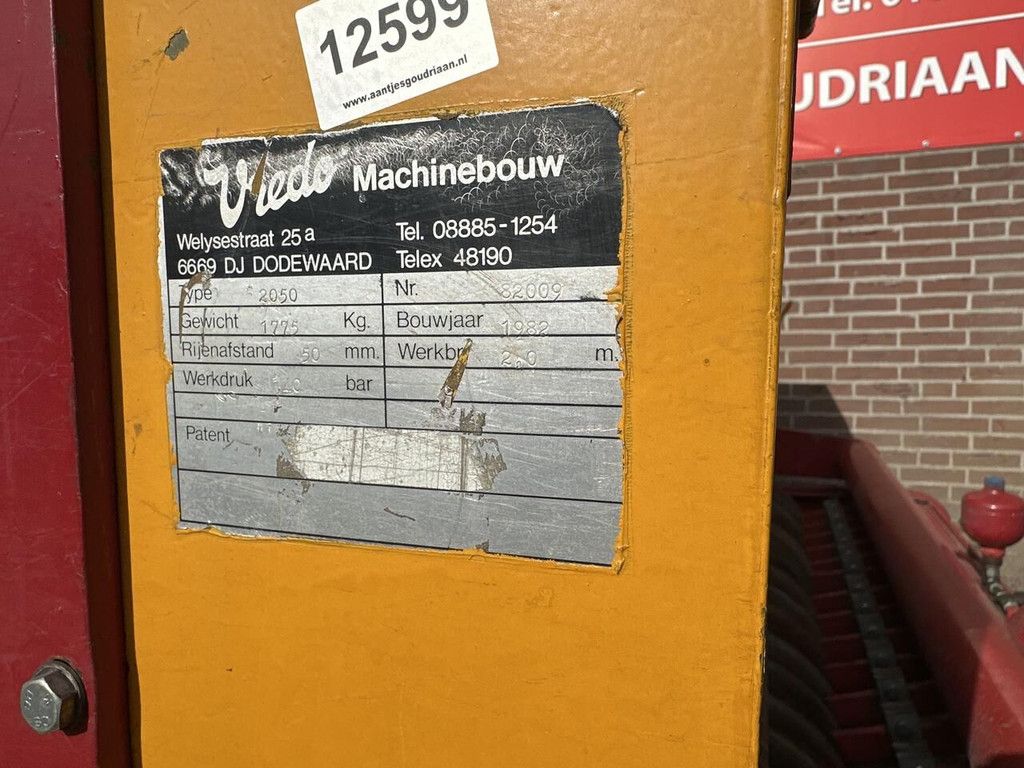 12599
www.aantjesgoudriaan.nl
UDRIAAN
Vredo Machinebouw
Welysestraat 25 a Tel. 08885-1254
6669 DJ DODEWAARD Telex 48190
Type 2050 Nr. 82009
Gewicht 1775 Kg. Bouwjaar 1982
Rijenafstand 50 mm. m.
Werkdruk bar
Patent